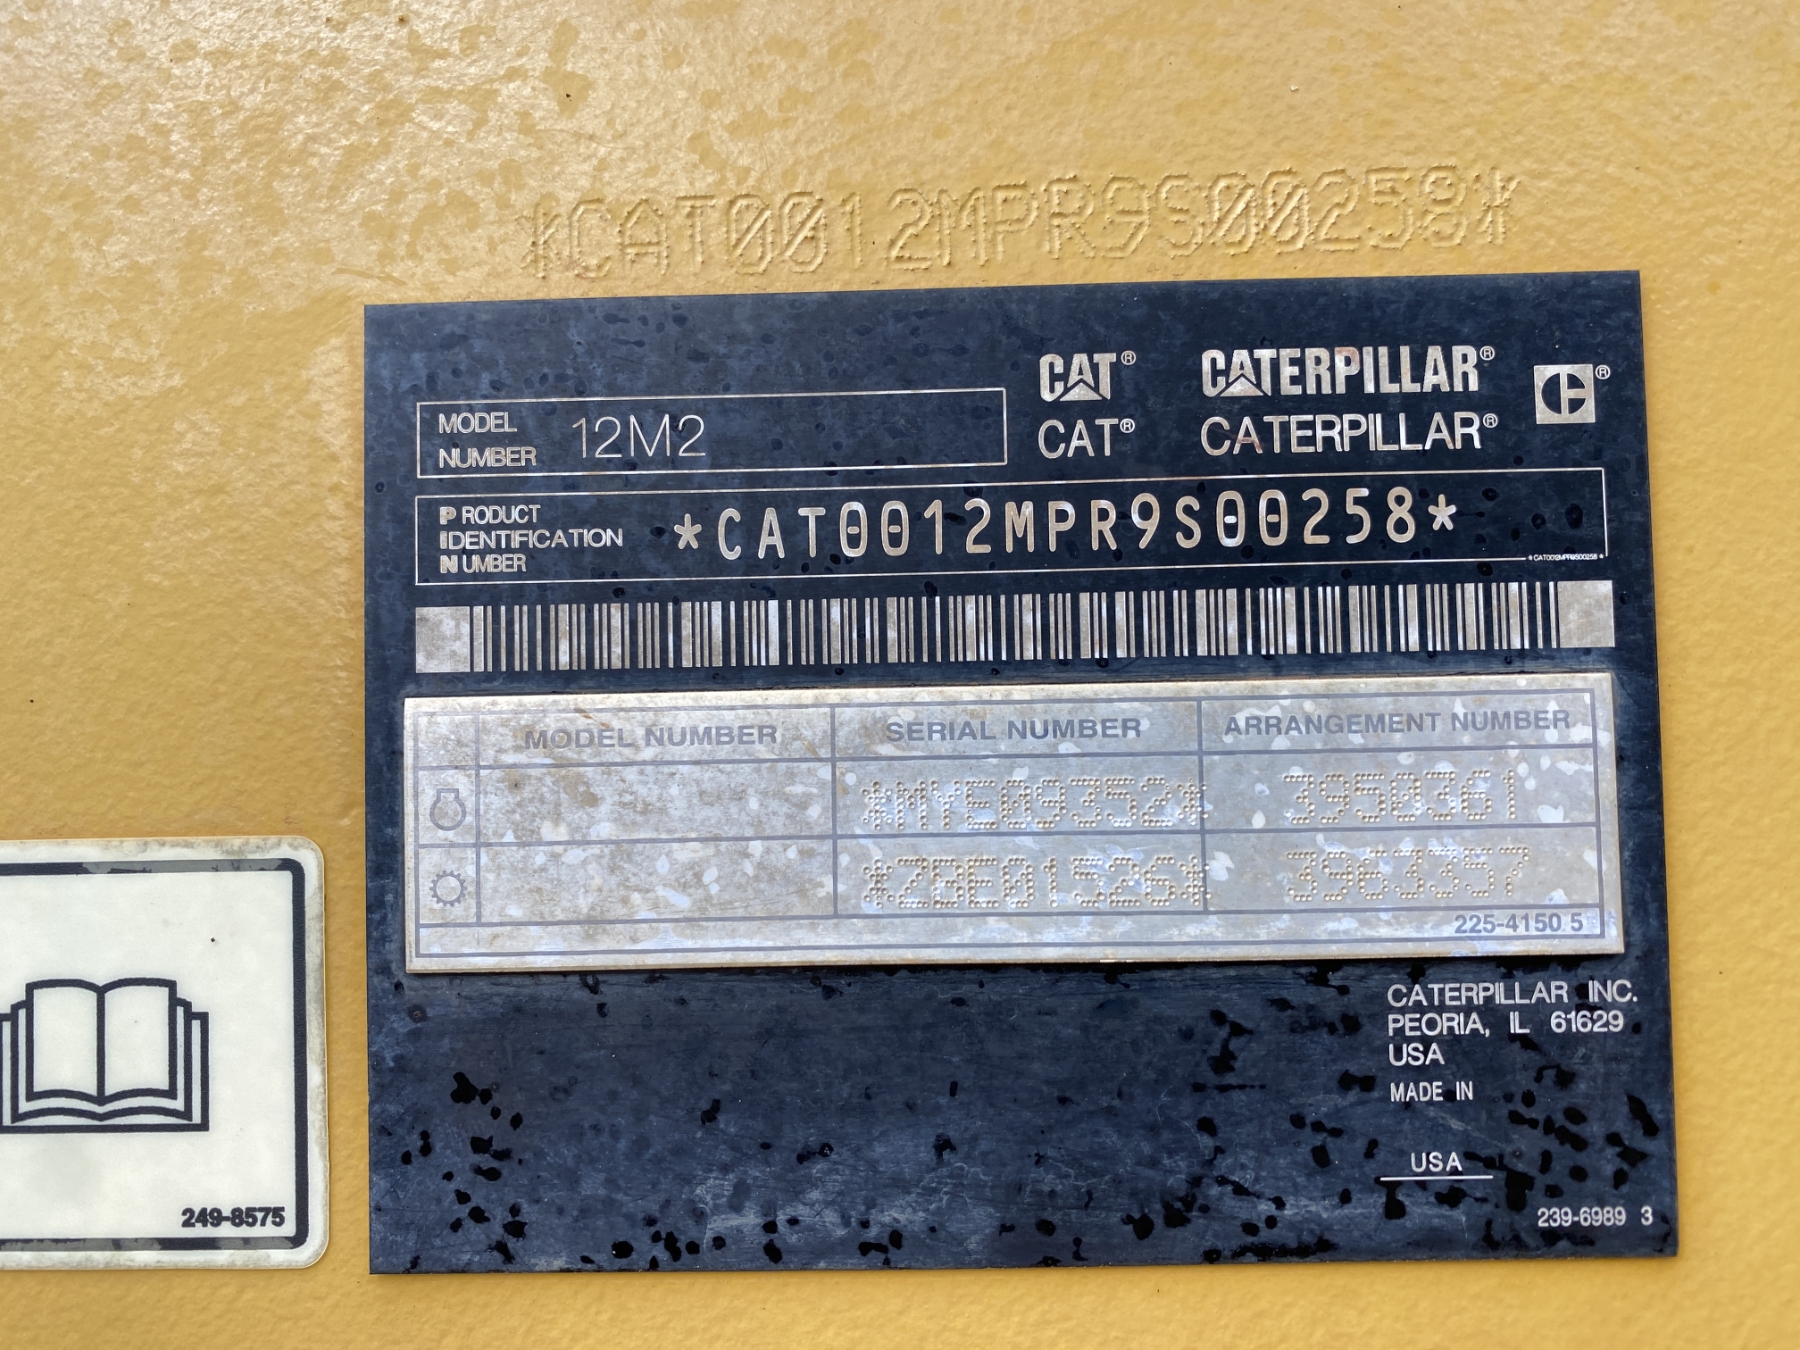 *CAT0012MPR9S00258*
CAT® CATERPILLAR® ®
MODEL NUMBER 12M2
CAT® CATERPILLAR®
PRODUCT
IDENTIFICATION
NUMBER
*CAT0012MPR9S00258*
*CAT0012MPR9S00258*
MODEL NUMBER SERIAL NUMBER ARRANGEMENT NUMBER
*MYE09352* 3950361
*ZBE01526* 3963357
225-4150 5
CATERPILLAR INC.
PEORIA, IL 61629
USA
MADE IN
USA
239-6989 3
249-8575